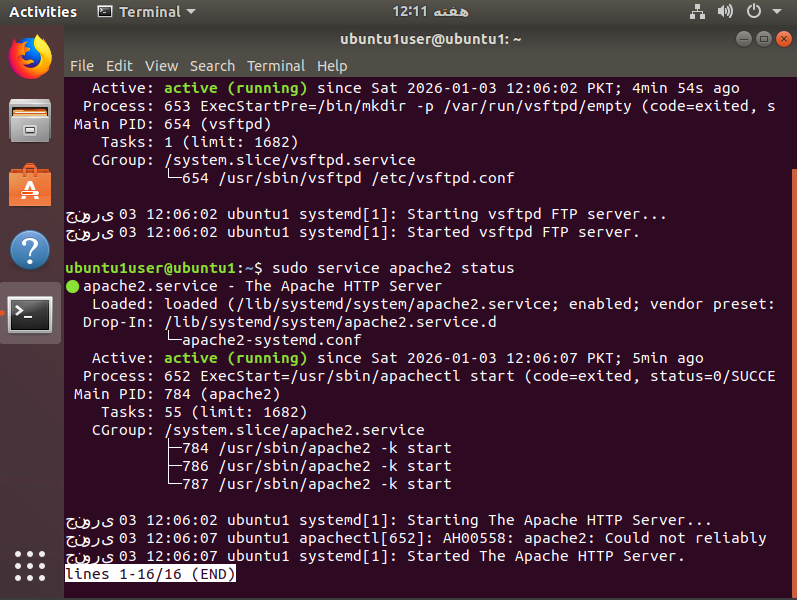 Activities
Terminal
12:11 هفته
ubuntu1user@ubuntu1: ~
File Edit View Search Terminal Help
Active: active (running) since Sat 2026-01-03 12:06:02 PKT; 4min 54s ago
Process: 653 ExecStartPre=/bin/mkdir -p /var/run/vsftpd/empty (code=exited, s
Main PID: 654 (vsftpd)
Tasks: 1 (limit: 1682)
CGroup: /system.slice/vsftpd.service
└─654 /usr/sbin/vsftpd /etc/vsftpd.conf
جنوری 03 12:06:02 ubuntu1 systemd[1]: Starting vsftpd FTP server...
جنوری 03 12:06:02 ubuntu1 systemd[1]: Started vsftpd FTP server.
ubuntu1user@ubuntu1:~$ sudo service apache2 status
● apache2.service - The Apache HTTP Server
Loaded: loaded (/lib/systemd/system/apache2.service; enabled; vendor preset:
Drop-In: /lib/systemd/system/apache2.service.d
└─apache2-systemd.conf
Active: active (running) since Sat 2026-01-03 12:06:07 PKT; 5min ago
Process: 652 ExecStart=/usr/sbin/apachectl start (code=exited, status=0/SUCCE
Main PID: 784 (apache2)
Tasks: 55 (limit: 1682)
CGroup: /system.slice/apache2.service
├─784 /usr/sbin/apache2 -k start
├─786 /usr/sbin/apache2 -k start
└─787 /usr/sbin/apache2 -k start
جنوری 03 12:06:02 ubuntu1 systemd[1]: Starting The Apache HTTP Server...
جنوری 03 12:06:07 ubuntu1 apachectl[652]: AH00558: apache2: Could not reliably
جنوری 03 12:06:07 ubuntu1 systemd[1]: Started The Apache HTTP Server.
lines 1-16/16 (END)